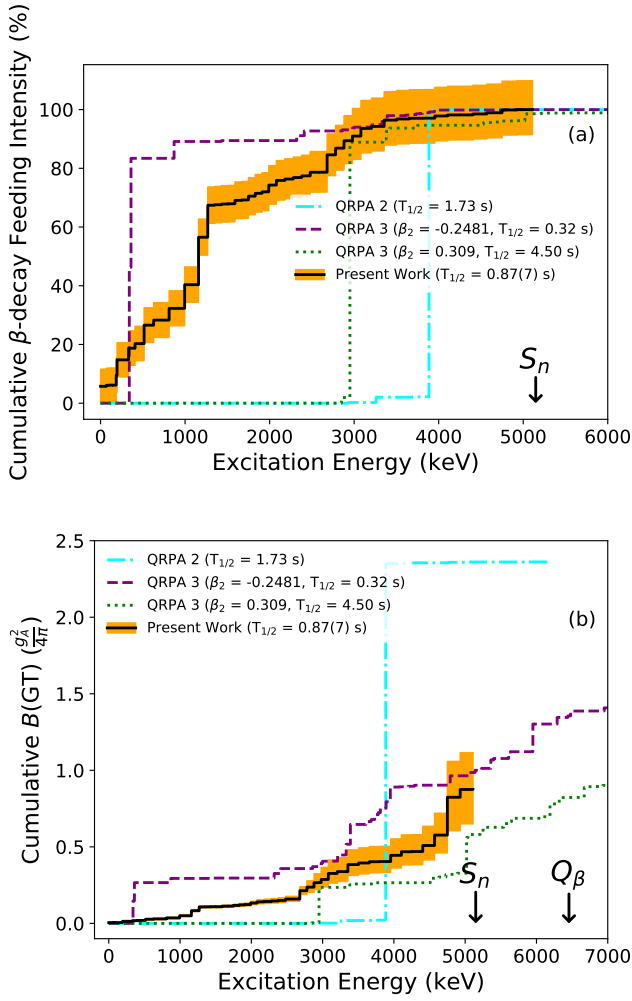 Cumulative β-decay Feeding Intensity (%)
100
80
60
40
20
0
(a)
QRPA 2 (T1/2 = 1.73 s)
QRPA 3 (β2 = -0.2481, T1/2 = 0.32 s)
QRPA 3 (β2 = 0.309, T1/2 = 4.50 s)
Present Work (T1/2 = 0.87(7) s)
Sn
0 1000 2000 3000 4000 5000 6000
Excitation Energy (keV)
Cumulative B(GT) (g²A/4π)
2.5
2.0
1.5
1.0
0.5
0.0
QRPA 2 (T1/2 = 1.73 s)
QRPA 3 (β2 = -0.2481, T1/2 = 0.32 s)
QRPA 3 (β2 = 0.309, T1/2 = 4.50 s)
Present Work (T1/2 = 0.87(7) s)
(b)
Sn Qβ
0 1000 2000 3000 4000 5000 6000 7000
Excitation Energy (keV)